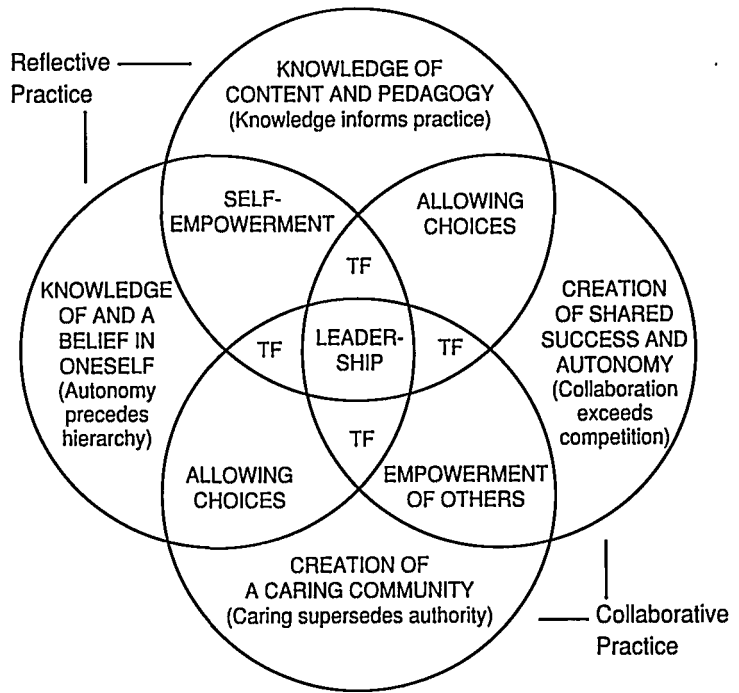 Reflective
Practice
KNOWLEDGE OF
CONTENT AND PEDAGOGY
(Knowledge informs practice)
SELF-
EMPOWERMENT
ALLOWING
CHOICES
TF
KNOWLEDGE
OF AND A
BELIEF IN
ONESELF
(Autonomy
precedes
hierarchy)
TF
LEADER-
SHIP
TF
CREATION
OF SHARED
SUCCESS AND
AUTONOMY
(Collaboration
exceeds
competition)
TF
ALLOWING
CHOICES
EMPOWERMENT
OF OTHERS
CREATION OF
A CARING COMMUNITY
(Caring supersedes authority)
Collaborative
Practice